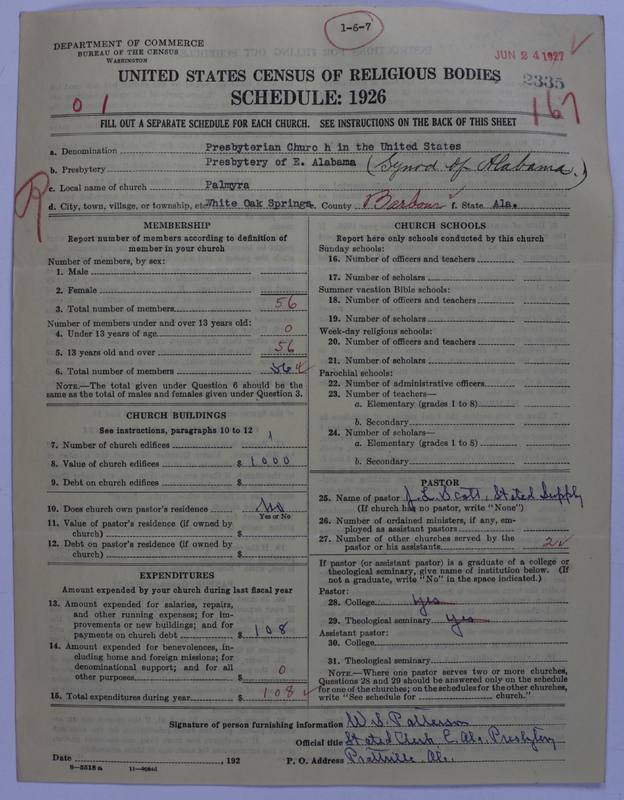 1-6-7
DEPARTMENT OF COMMERCE
BUREAU OF THE CENSUS
WASHINGTON
JUN 24 1927
UNITED STATES CENSUS OF RELIGIOUS BODIES
2335
SCHEDULE: 1926
0 1
167
FILL OUT A SEPARATE SCHEDULE FOR EACH CHURCH. SEE INSTRUCTIONS ON THE BACK OF THIS SHEET
a. Denomination Presbyterian Churc h in the United States
b. Presbytery Presbytery of E. Alabama (Synod of Alabama.)
R
c. Local name of church Palmyra
d. City, town, village, or township, etc. White Oak Springs e. County Barbour f. State Ala.
MEMBERSHIP
Report number of members according to definition of
member in your church
Number of members, by sex:
1. Male
2. Female
3. Total number of members 56
Number of members under and over 13 years old:
4. Under 13 years of age 0
5. 13 years old and over 56
6. Total number of members 56
NOTE.—The total given under Question 6 should be the
same as the total of males and females given under Question 3.
CHURCH BUILDINGS
See instructions, paragraphs 10 to 12
7. Number of church edifices 1
8. Value of church edifices $ 1000
9. Debt on church edifices $
10. Does church own pastor's residence No
Yes or No
11. Value of pastor's residence (if owned by
church) $
12. Debt on pastor's residence (if owned by
church) $
EXPENDITURES
Amount expended by your church during last fiscal year
13. Amount expended for salaries, repairs,
and other running expenses; for im-
provements or new buildings; and for
payments on church debt $ 108
14. Amount expended for benevolences, in-
cluding home and foreign missions; for
denominational support; and for all
other purposes $ 0
15. Total expenditures during year $ 108
CHURCH SCHOOLS
Report here only schools conducted by this church
Sunday schools:
16. Number of officers and teachers
17. Number of scholars
Summer vacation Bible schools:
18. Number of officers and teachers
19. Number of scholars
Week-day religious schools:
20. Number of officers and teachers
21. Number of scholars
Parochial schools:
22. Number of administrative officers
23. Number of teachers—
a. Elementary (grades 1 to 8)
b. Secondary
24. Number of scholars—
a. Elementary (grades 1 to 8)
b. Secondary
PASTOR
25. Name of pastor J. L. Scott, Stated Supply
(If church has no pastor, write "None")
26. Number of ordained ministers, if any, em-
ployed as assistant pastors
27. Number of other churches served by the
pastor or his assistants 2
If pastor (or assistant pastor) is a graduate of a college or
theological seminary, give name of institution below. (If
not a graduate, write "No" in the space indicated.)
Pastor:
28. College yes
29. Theological seminary yes
Assistant pastor:
30. College
31. Theological seminary
NOTE.—Where one pastor serves two or more churches,
Questions 28 and 29 should be answered only on the schedule
for one of the churches; on the schedules for the other churches,
write "See schedule for church."
Signature of person furnishing information W. S. Patterson
Official title Stated Clerk E. Ala. Presbytery
Date , 192 P. O. Address Prattville Ala.
8—5518a 11—9084d